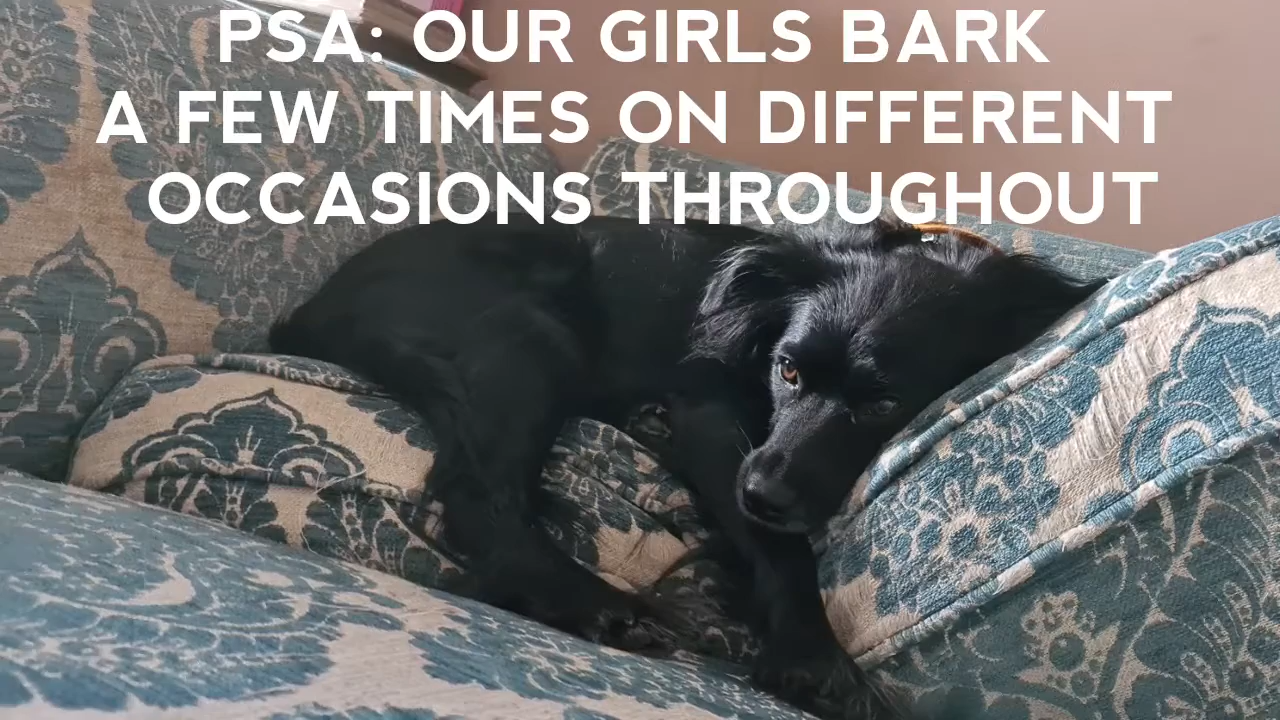 PSA: OUR GIRLS BARK
A FEW TIMES ON DIFFERENT
OCCASIONS THROUGHOUT